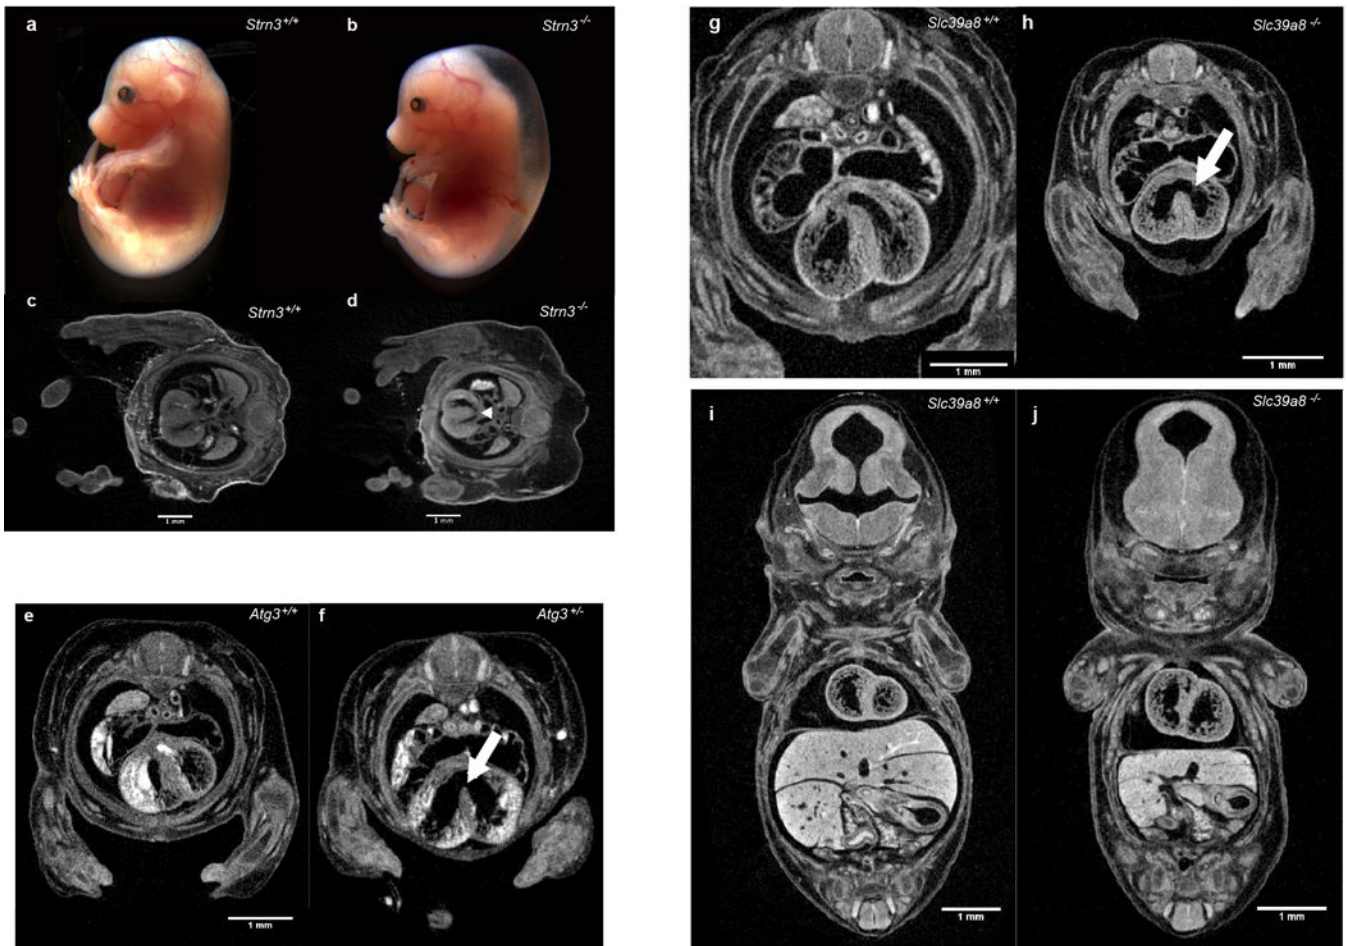 a Strn3+/+
b Strn3-/-
c Strn3+/+
d Strn3-/-
1 mm
1 mm
e Atg3+/+
f Atg3+/-
1 mm
g Slc39a8+/+
h Slc39a8-/-
1 mm
1 mm
i Slc39a8+/+
j Slc39a8-/-
1 mm
1 mm